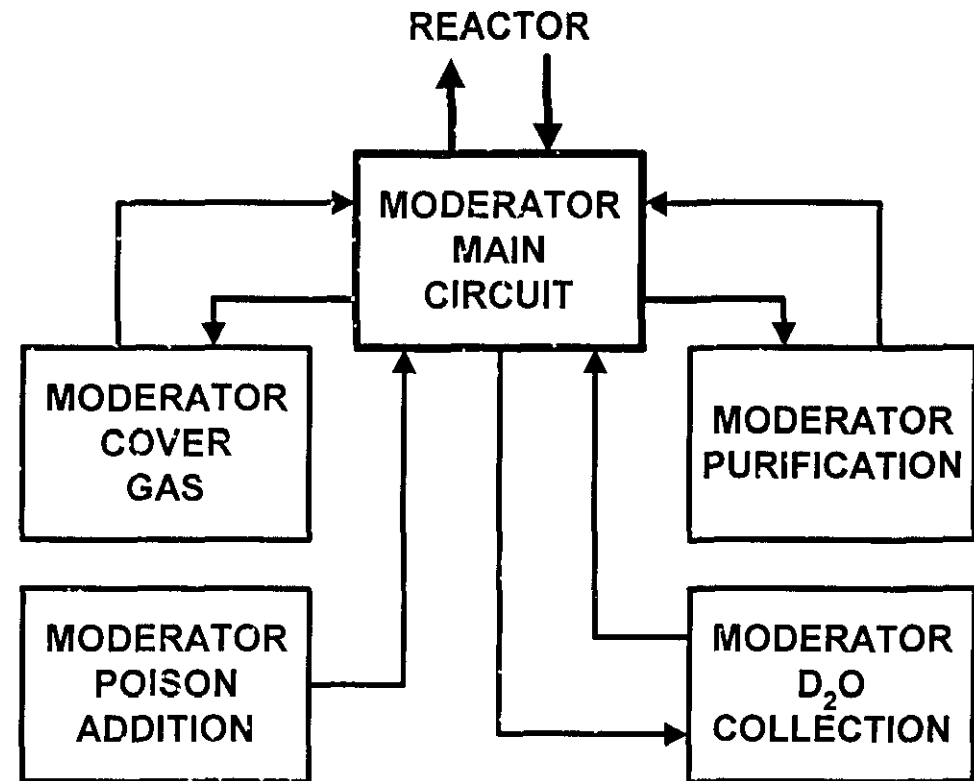 REACTOR
MODERATOR
MAIN
CIRCUIT
MODERATOR
COVER
GAS
MODERATOR
PURIFICATION
MODERATOR
POISON
ADDITION
MODERATOR
D₂O
COLLECTION